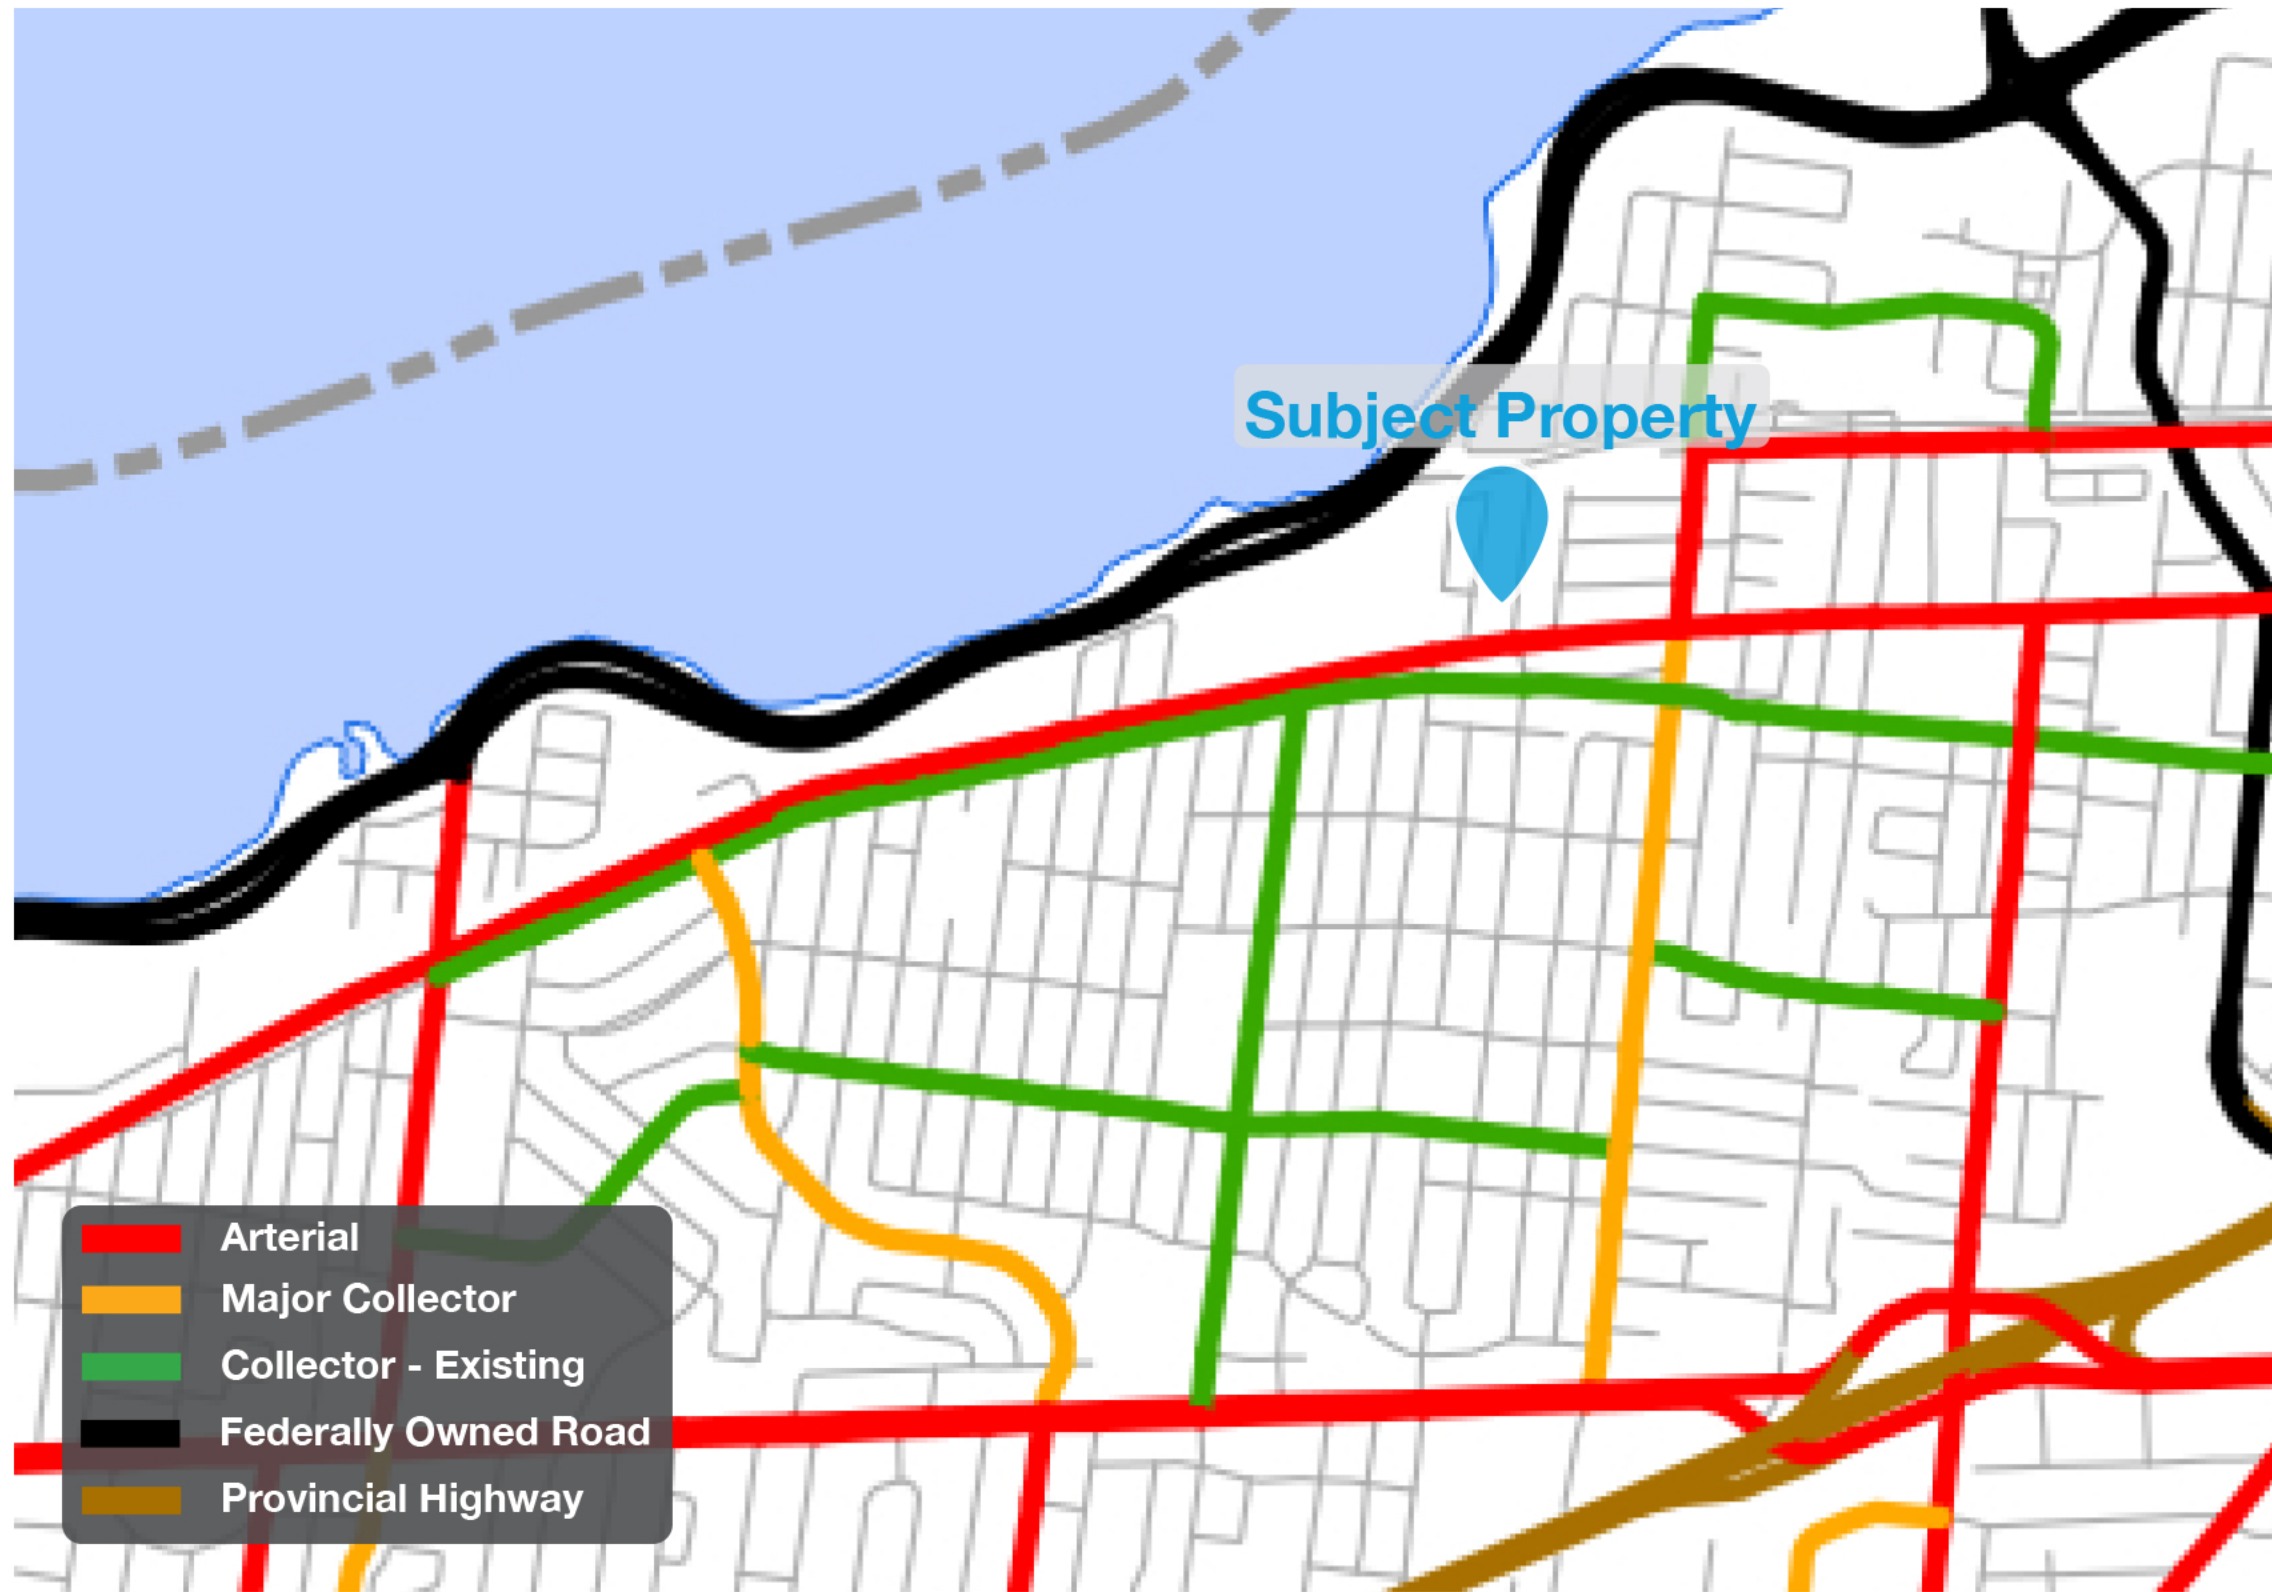 Subject Property
Arterial
Major Collector
Collector - Existing
Federally Owned Road
Provincial Highway